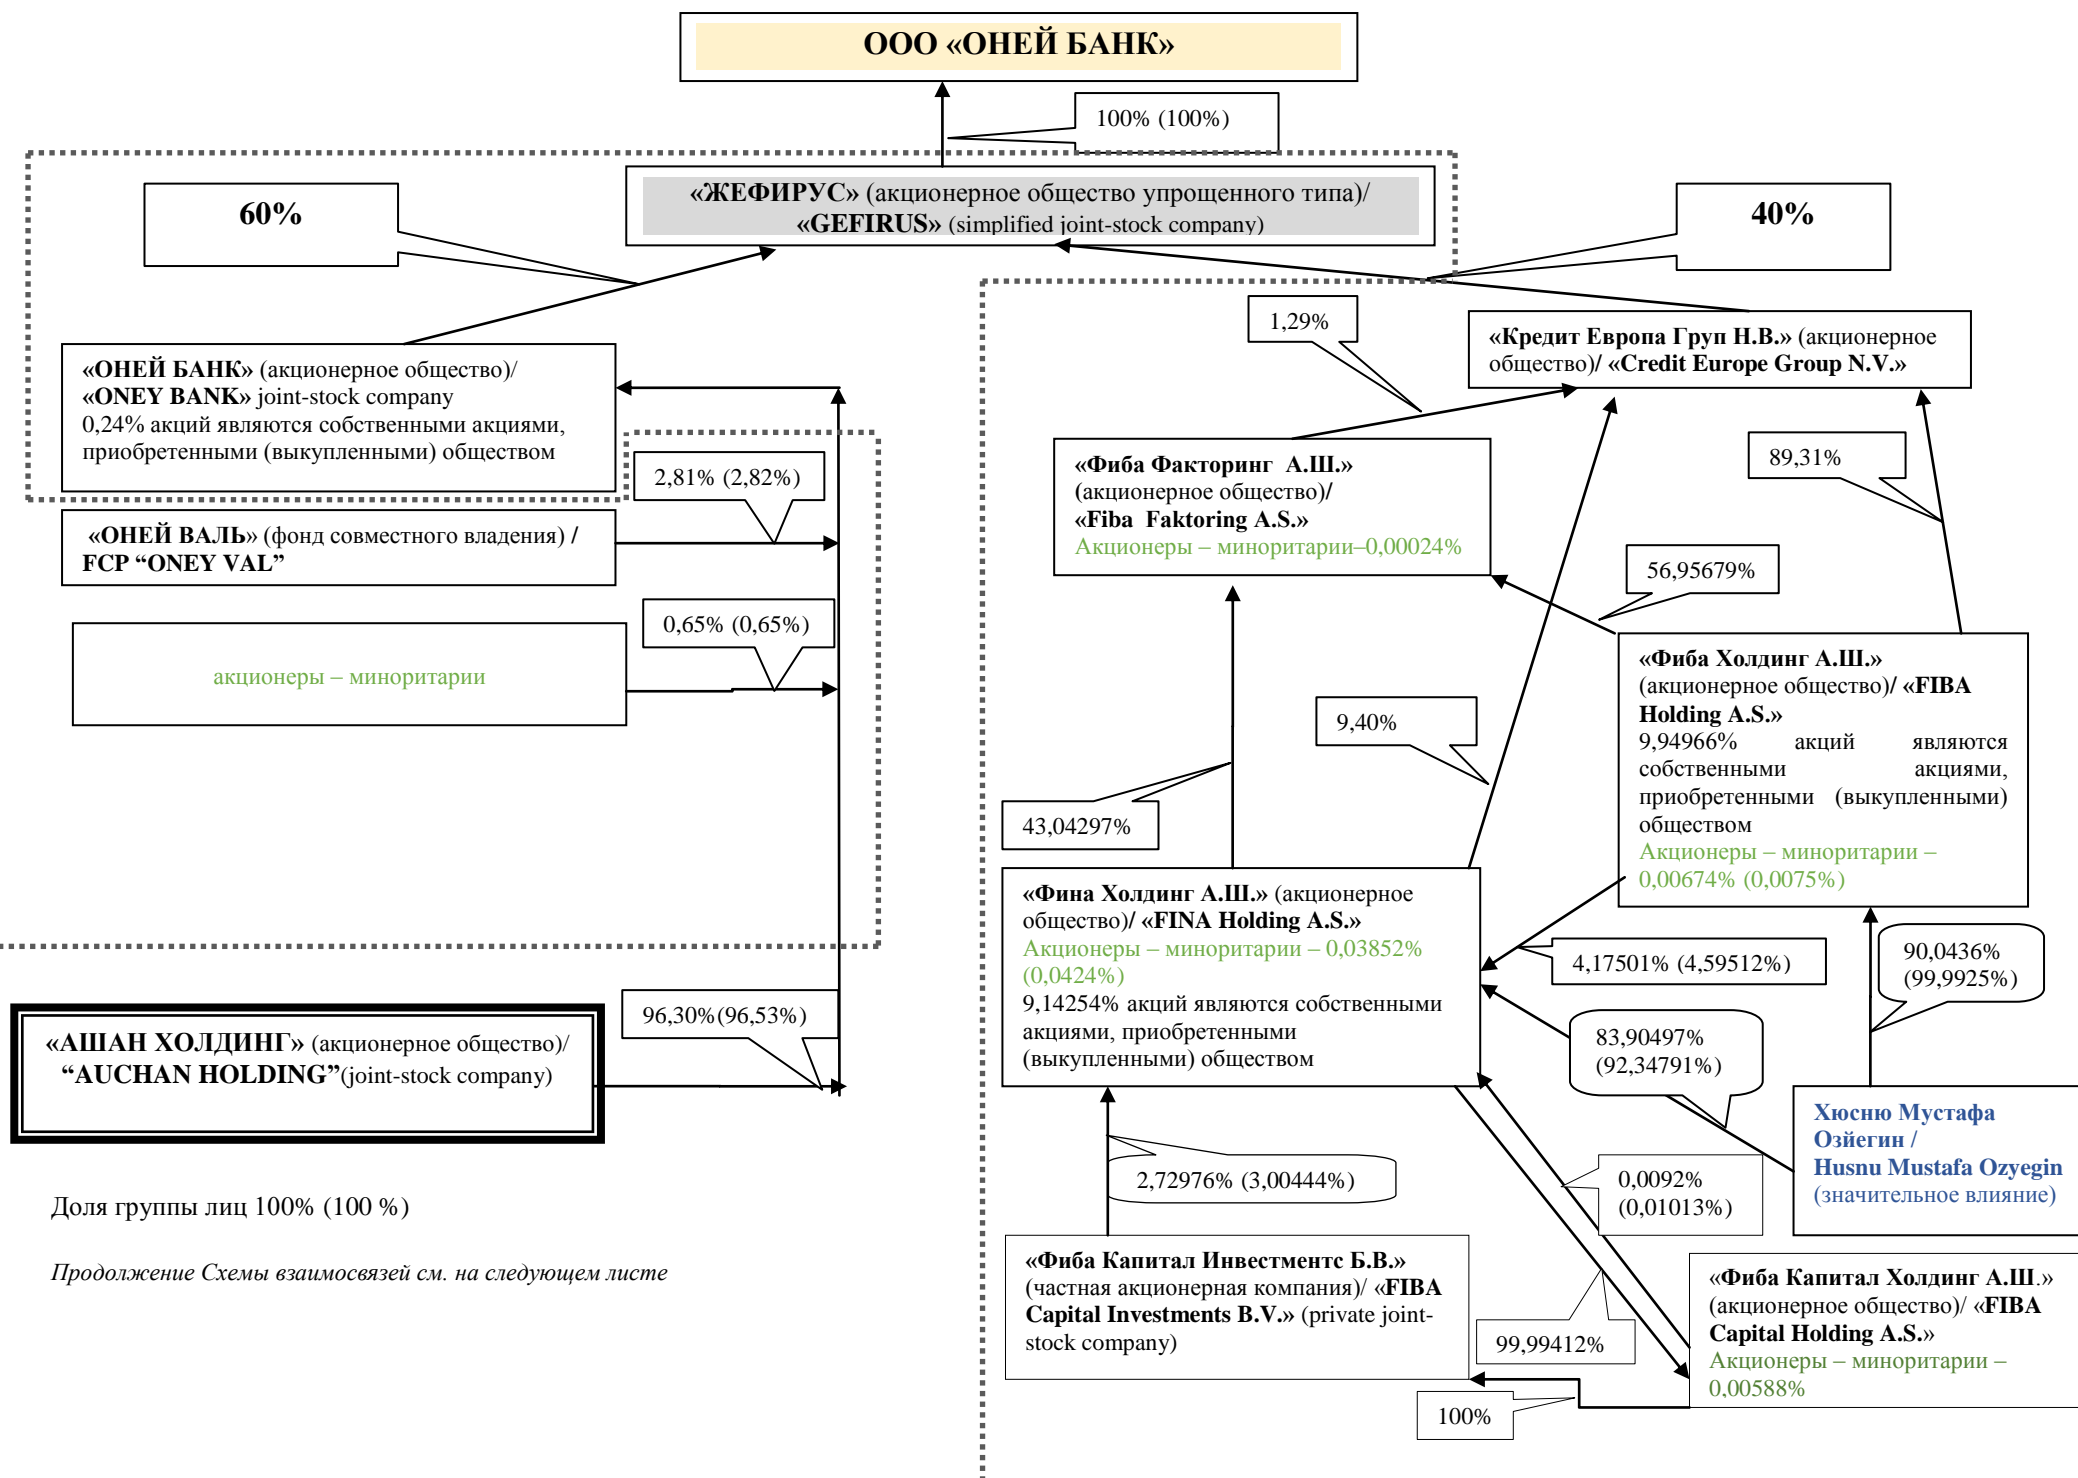 ООО «ОНЕЙ БАНК»
100% (100%)
«ЖЕФИРУС» (акционерное общество упрощенного типа)/
«GEFIRUS» (simplified joint-stock company)
60%
40%
«ОНЕЙ БАНК» (акционерное общество)/
«ONEY BANK» joint-stock company
0,24% акций являются собственными акциями,
приобретенными (выкупленными) обществом
2,81% (2,82%)
«ОНЕЙ ВАЛЬ» (фонд совместного владения) /
FCP “ONEY VAL”
0,65% (0,65%)
акционеры – миноритарии
96,30%(96,53%)
«АШАН ХОЛДИНГ» (акционерное общество)/
“AUCHAN HOLDING”(joint-stock company)
Доля группы лиц 100% (100 %)
Продолжение Схемы взаимосвязей см. на следующем листе
1,29%
«Кредит Европа Груп Н.В.» (акционерное
общество)/ «Credit Europe Group N.V.»
89,31%
«Фиба Факторинг А.Ш.»
(акционерное общество)/
«Fiba Faktoring A.S.»
Акционеры – миноритарии–0,00024%
56,95679%
«Фиба Холдинг А.Ш.»
(акционерное общество)/ «FIBA
Holding A.S.»
9,94966% акций являются
собственными акциями,
приобретенными (выкупленными)
обществом
Акционеры – миноритарии –
0,00674% (0,0075%)
9,40%
43,04297%
«Фина Холдинг А.Ш.» (акционерное
общество)/ «FINA Holding A.S.»
Акционеры – миноритарии – 0,03852%
(0,0424%)
9,14254% акций являются собственными
акциями, приобретенными
(выкупленными) обществом
4,17501% (4,59512%)
90,0436%
(99,9925%)
83,90497%
(92,34791%)
Хюсню Мустафа
Озйегин /
Husnu Mustafa Ozyegin
(значительное влияние)
2,72976% (3,00444%)
0,0092%
(0,01013%)
«Фиба Капитал Инвестментс Б.В.»
(частная акционерная компания)/ «FIBA
Capital Investments B.V.» (private joint-
stock company)
99,99412%
«Фиба Капитал Холдинг А.Ш.»
(акционерное общество)/ «FIBA
Capital Holding A.S.»
Акционеры – миноритарии –
0,00588%
100%